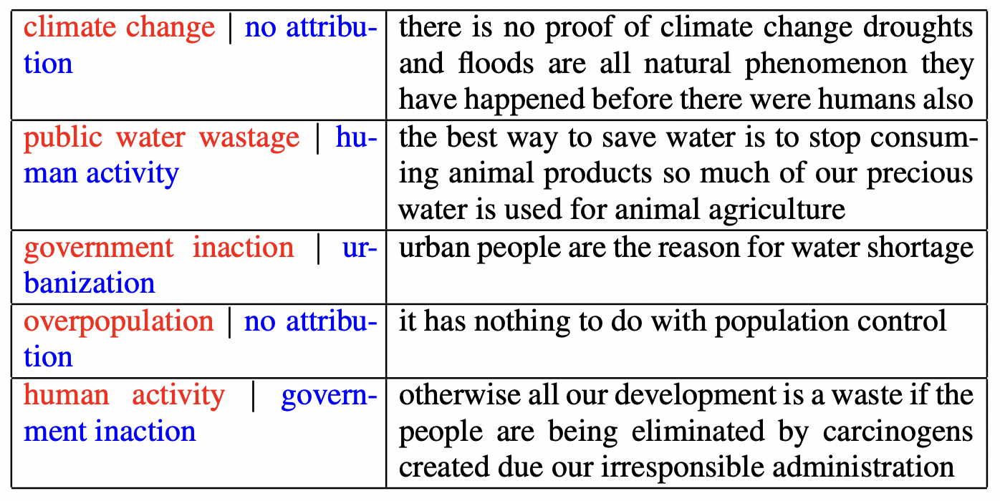 climate change | no attribu-
tion
there is no proof of climate change droughts
and floods are all natural phenomenon they
have happened before there were humans also
public water wastage | hu-
man activity
the best way to save water is to stop consum-
ing animal products so much of our precious
water is used for animal agriculture
government inaction | ur-
banization
urban people are the reason for water shortage
overpopulation | no attribu-
tion
it has nothing to do with population control
human activity | govern-
ment inaction
otherwise all our development is a waste if the
people are being eliminated by carcinogens
created due our irresponsible administration